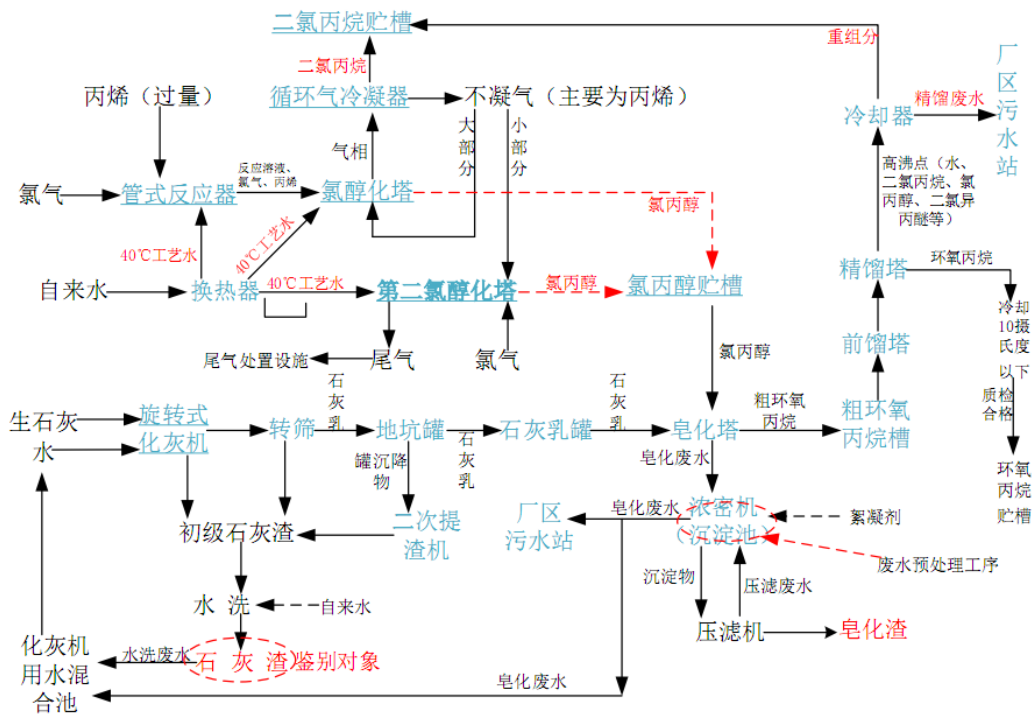 二氯丙烷贮槽
重组分
二氯丙烷
厂
区
污
水
站
丙烯（过量）
循环气冷凝器
不凝气（主要为丙烯）
冷却器
精馏废水
大
部
分
小
部
分
气相
反应溶液、
氯气、丙烯
高沸点（水、
二氯丙烷、氯
丙醇、二氯异
丙醚等）
氯气
管式反应器
氯醇化塔
氯丙醇
40℃工艺水
40℃工艺水
自来水
换热器
40℃工艺水
第二氯醇化塔
氯丙醇
氯丙醇贮槽
精馏塔
环氧丙烷
冷却
10摄
氏度
以下
尾气处置设施
尾气
氯气
氯丙醇
前馏塔
质检
合格
生石灰
水
旋转式
化灰机
转筛
石
灰
乳
地坑罐
石
灰
乳
石灰乳罐
石
灰
乳
皂化塔
粗环氧
丙烷
粗环氧
丙烷槽
罐沉降
物
皂化废水
环氧
丙烷
贮槽
初级石灰渣
二次提
渣机
厂区
污水站
皂化废水
浓密机
（沉淀池）
絮凝剂
废水预处理工序
水 洗
自来水
沉淀物
压滤废水
化灰机
用水混
合池
水洗废水
石 灰 渣
鉴别对象
压滤机
皂化渣
皂化废水